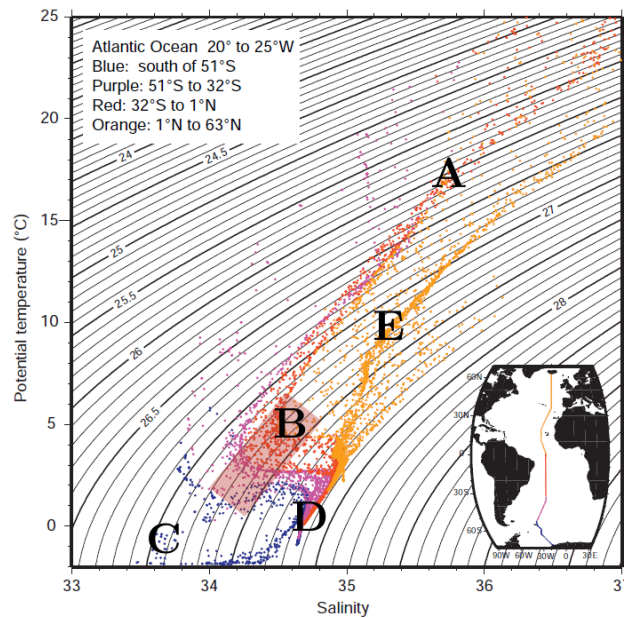 25
20
15
10
5
0
Potential temperature (°C)
33
34
35
36
37
Salinity
Atlantic Ocean 20° to 25°W
Blue: south of 51°S
Purple: 51°S to 32°S
Red: 32°S to 1°N
Orange: 1°N to 63°N
24
24.5
25
25.5
26
26.5
27
28
A
B
C
D
E
60N
30N
0
30S
60S
90W
60W
30W
0
30E